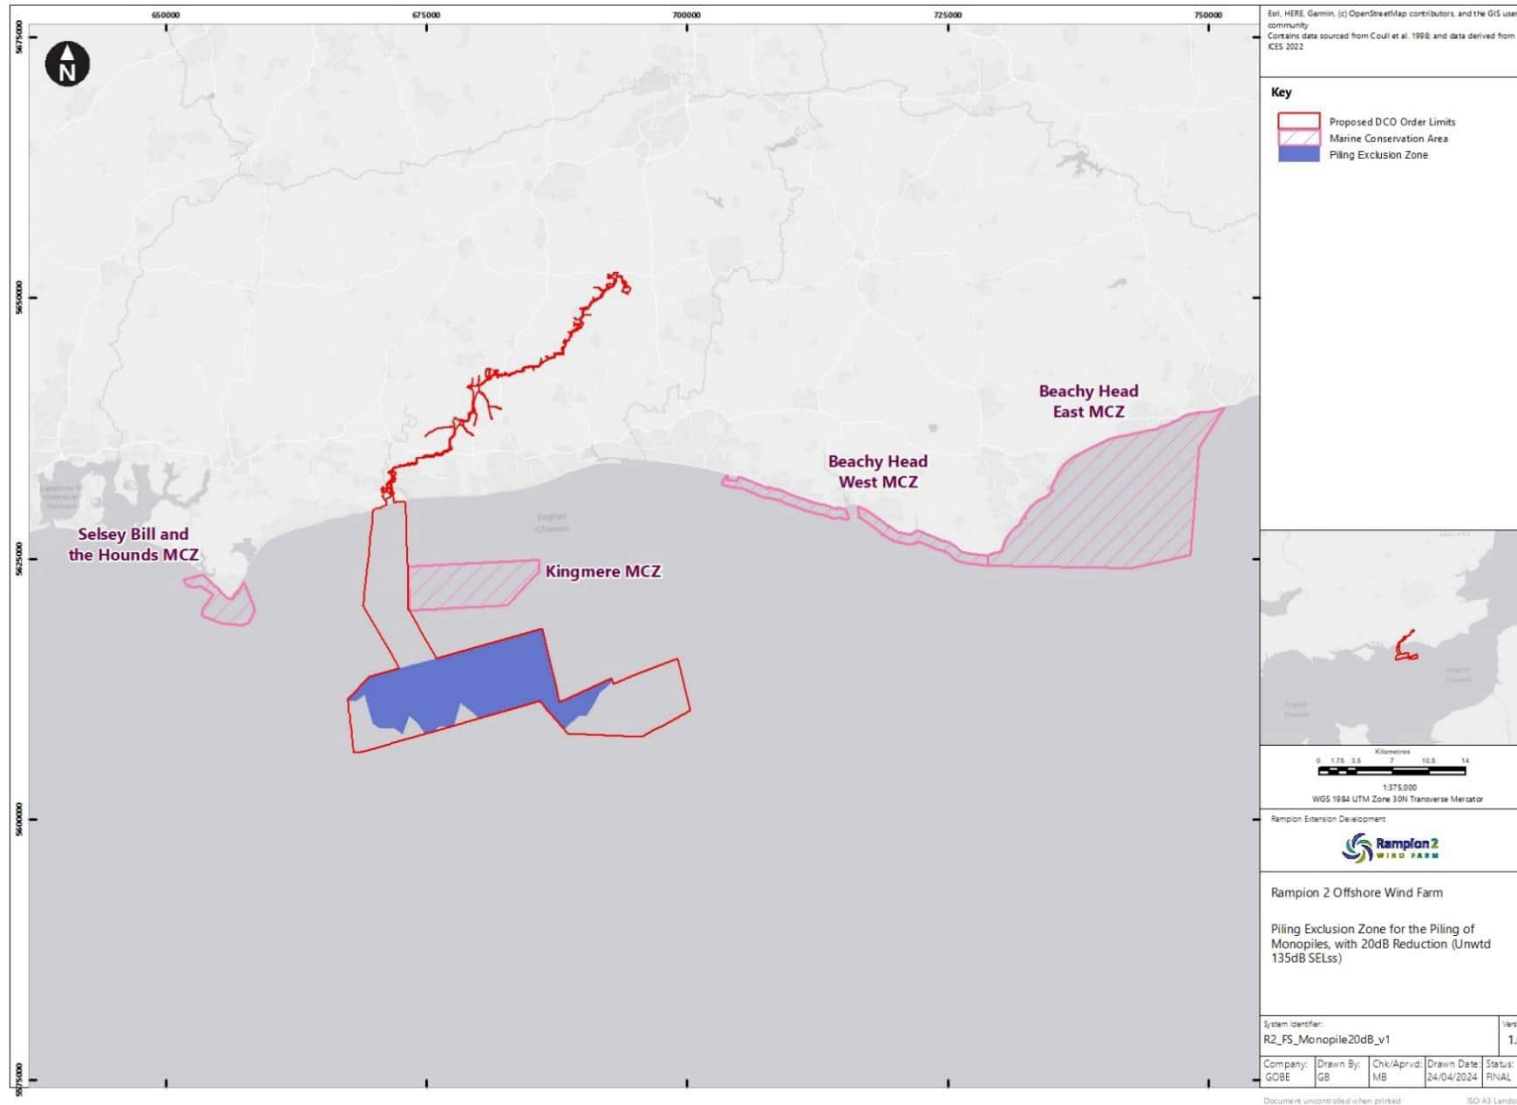 650000
675000
700000
725000
750000
5675000
5650000
5625000
5600000
5575000
N
Beachy Head
East MCZ
Beachy Head
West MCZ
Selsey Bill and
the Hounds MCZ
English
Channel
Kingmere MCZ
Esri, HERE, Garmin, (c) OpenStreetMap contributors, and the GIS user
community
Contains data sourced from Coull et al. 1998; and data derived from
ICES 2022
Key
Proposed DCO Order Limits
Marine Conservation Area
Piling Exclusion Zone
Kilometres
0 1.75 3.5 7 10.5 14
1:375,000
WGS 1984 UTM Zone 30N Transverse Mercator
Rampion Extension Development
Rampion 2
WIND FARM
Rampion 2 Offshore Wind Farm
Piling Exclusion Zone for the Piling of
Monopiles, with 20dB Reduction (Unwtd
135dB SELss)
System Identifier:
R2_FS_Monopile20dB_v1
Vers
1.
Company: Drawn By: Chk/Aprvd: Drawn Date: Status:
GOBE GB MB 24/04/2024 FINAL
Document uncontrolled when printed
ISO A3 Landsc